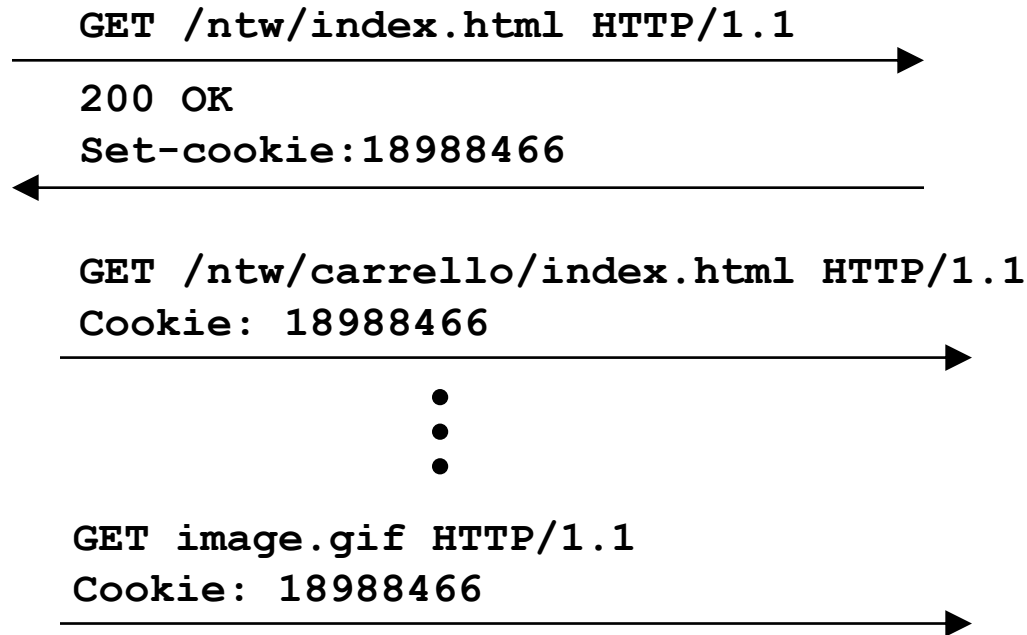 GET /ntw/index.html HTTP/1.1
200 OK
Set-cookie:18988466
GET /ntw/carrello/index.html HTTP/1.1
Cookie: 18988466
GET image.gif HTTP/1.1
Cookie: 18988466